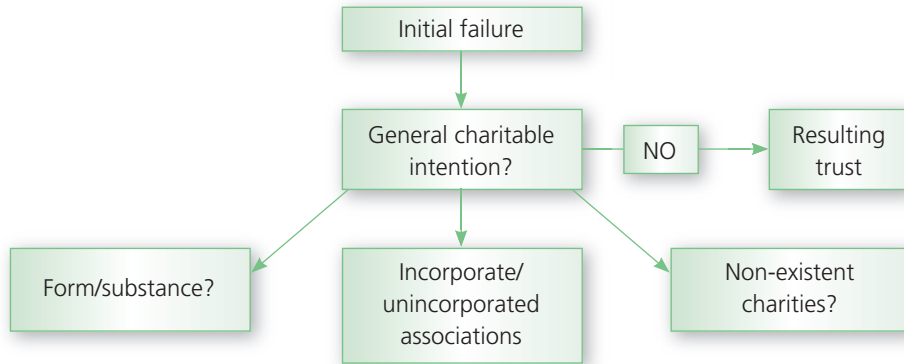 Initial failure
General charitable
intention?
NO
Resulting
trust
Form/substance?
Incorporate/
unincorporated
associations
Non-existent
charities?